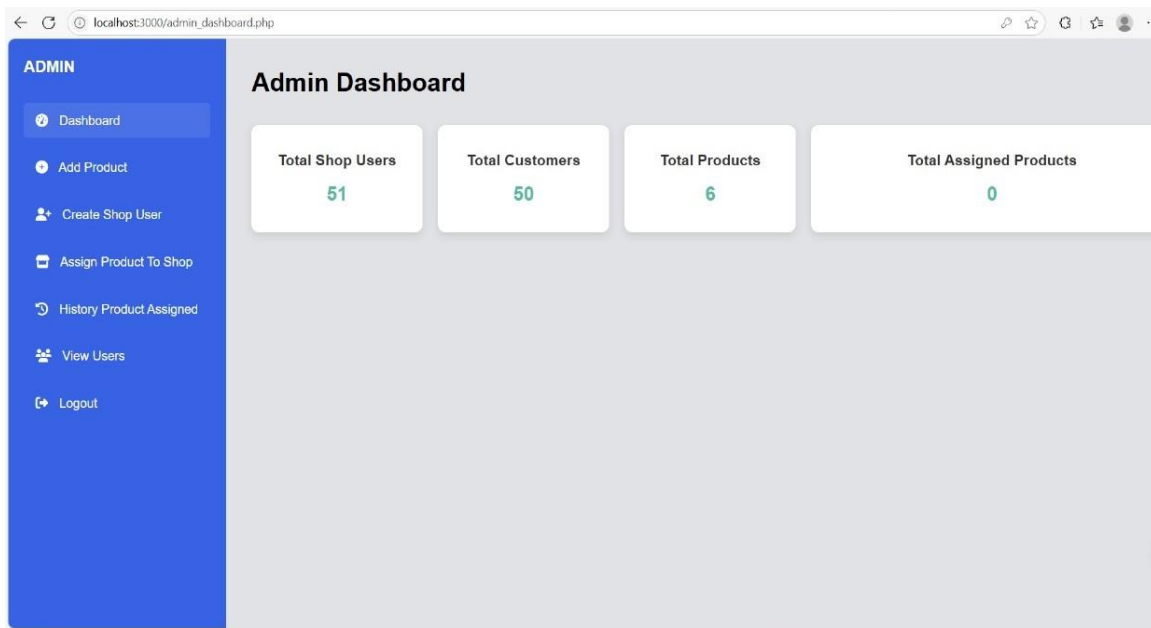 localhost:3000/admin_dashboard.php
ADMIN
Dashboard
Add Product
Create Shop User
Assign Product To Shop
History Product Assigned
View Users
Logout
Admin Dashboard
Total Shop Users
51
Total Customers
50
Total Products
6
Total Assigned Products
0